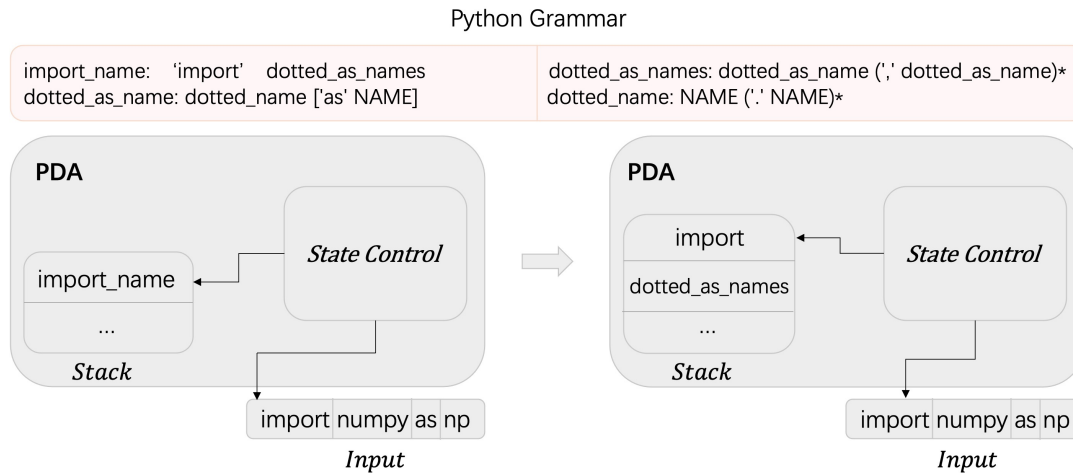 Python Grammar
import_name: ‘import’ dotted_as_names
dotted_as_name: dotted_name ['as' NAME]
dotted_as_names: dotted_as_name (',' dotted_as_name)*
dotted_name: NAME ('.' NAME)*
PDA
State Control
import_name
...
Stack
import numpy as np
Input
PDA
import
State Control
dotted_as_names
...
Stack
import numpy as np
Input